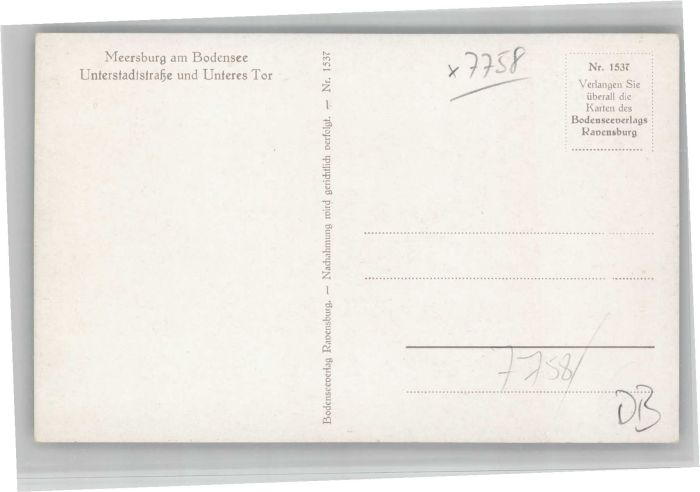 Meersburg am Bodensee
Unterstadtstraße und Unteres Tor
Bodenseeverlag Ravensburg. — Nachahmung wird gerichtlich verfolgt. — Nr. 1537
x 7758
Nr. 1537
Verlangen Sie
überall die
Karten des
Bodenseeverlags
Ravensburg
7758/
DB